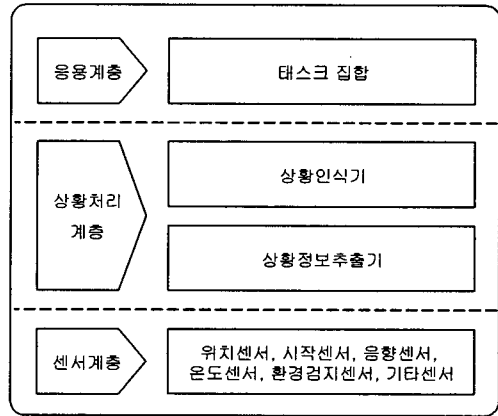 응용계층
태스크 집합
상황처리
계층
상황인식기
상황정보추출기
센서계층
위치센서, 시작센서, 음향센서,
온도센서, 환경검지센서, 기타센서